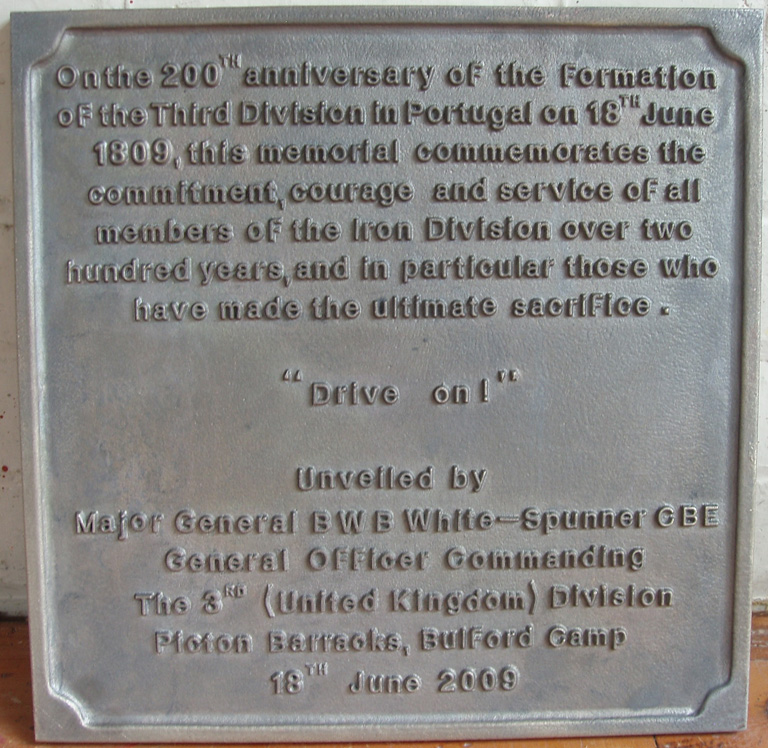 On the 200TH anniversary of the formation
of the Third Division in Portugal on 18TH June
1809, this memorial commemorates the
commitment, courage and service of all
members of the Iron Division over two
hundred years, and in particular those who
have made the ultimate sacrifice.
“Drive on!”
Unveiled by
Major General B W B White-Spunner CBE
General Officer Commanding
The 3RD (United Kingdom) Division
Picton Barracks, Bulford Camp
18TH June 2009